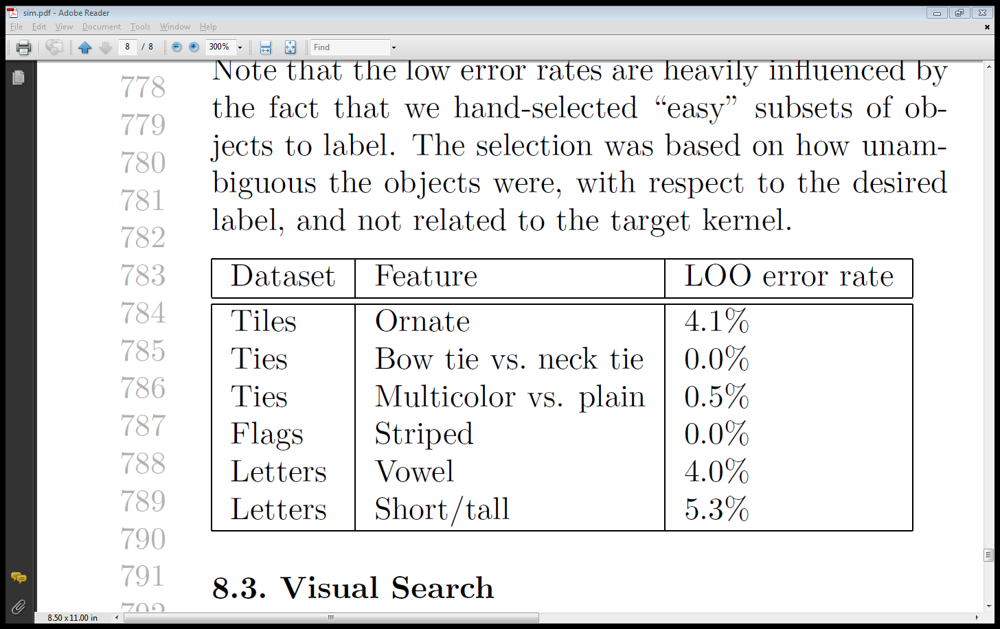 sim.pdf - Adobe Reader
File Edit View Document Tools Window Help
8 / 8 300% Find
Note that the low error rates are heavily influenced by
778
the fact that we hand-selected “easy” subsets of ob-
779
jects to label. The selection was based on how unam-
780
biguous the objects were, with respect to the desired
781
label, and not related to the target kernel.
782
783 Dataset Feature LOO error rate
784 Tiles Ornate 4.1%
785 Ties Bow tie vs. neck tie 0.0%
786 Ties Multicolor vs. plain 0.5%
787 Flags Striped 0.0%
788 Letters Vowel 4.0%
789 Letters Short/tall 5.3%
790
791 8.3. Visual Search
792
8.50 x 11.00 in